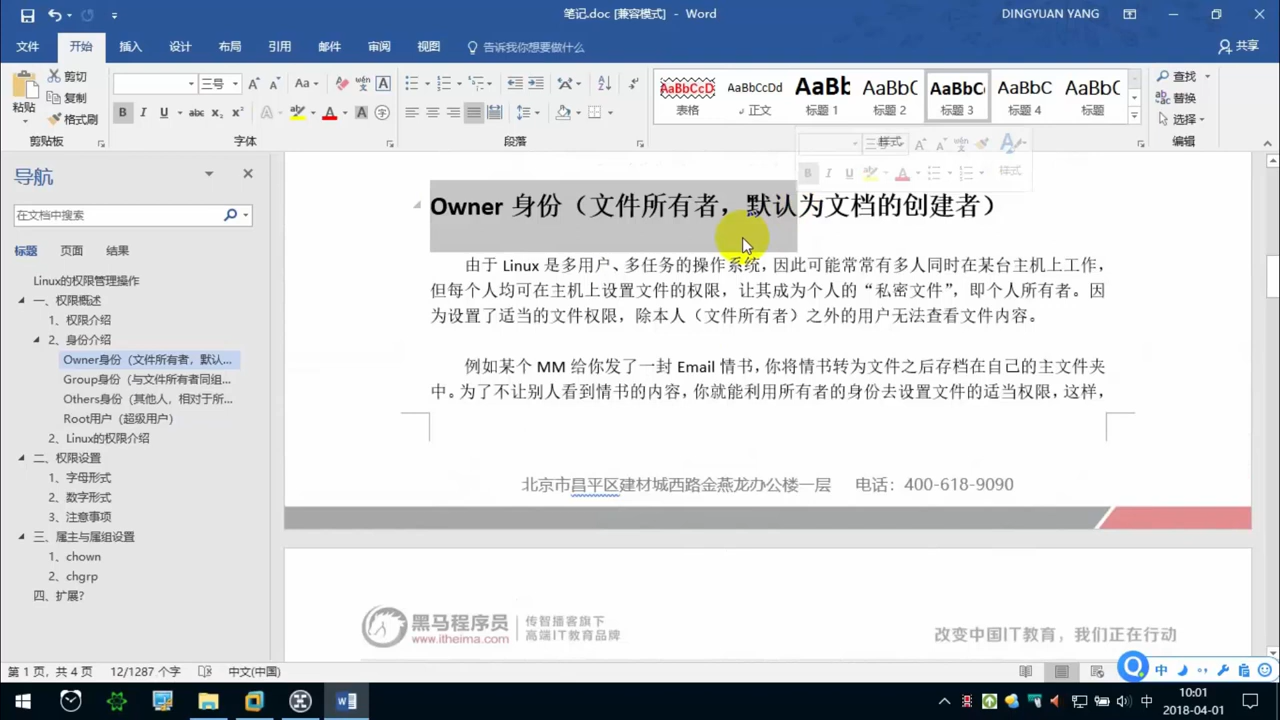 笔记.doc [兼容模式] - Word
DINGYUAN YANG
文件 开始 插入 设计 布局 引用 邮件 审阅 视图 告诉我你想要做什么 共享
粘贴
剪切
复制
格式刷
三号
AaBbCcD AaBbCcDd AaBb AaBbC AaBbC AaBbC AaBbC
表格 正文 标题 1 标题 2 标题 3 标题 4 标题
查找
替换
选择
剪贴板 字体 段落 样式 编辑
样式
导航
在文档中搜索
标题 页面 结果
Linux的权限管理操作
一、权限概述
1、权限介绍
2、身份介绍
Owner身份（文件所有者，默认...
Group身份（与文件所有者同组...
Others身份（其他人，相对于所...
Root用户（超级用户）
2、Linux的权限介绍
二、权限设置
1、字母形式
2、数字形式
3、注意事项
三、属主与属组设置
1、chown
2、chgrp
四、扩展?
Owner 身份（文件所有者，默认为文档的创建者）
由于 Linux 是多用户、多任务的操作系统，因此可能常常有多人同时在某台主机上工作，
但每个人均可在主机上设置文件的权限，让其成为个人的“私密文件”，即个人所有者。因
为设置了适当的文件权限，除本人（文件所有者）之外的用户无法查看文件内容。
例如某个 MM 给你发了一封 Email 情书，你将情书转为文件之后存档在自己的主文件夹
中。为了不让别人看到情书的内容，你就能利用所有者的身份去设置文件的适当权限，这样，
北京市昌平区建材城西路金燕龙办公楼一层 电话：400-618-9090
黑马程序员
www.itheima.com
传智播客旗下
高端IT教育品牌
改变中国IT教育，我们正在行动
第 1 页，共 4 页 12/1287 个字 中文(中国)
中
中
10:01
2018-04-01